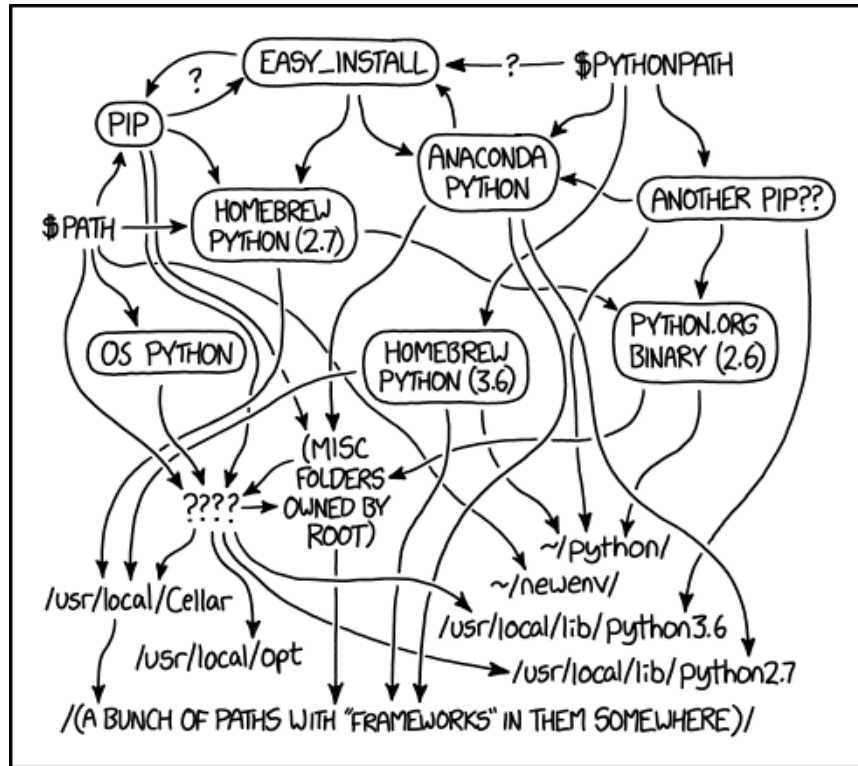 EASY_INSTALL
?
$PYTHONPATH
?
PIP
ANACONDA
PYTHON
ANOTHER PIP??
HOMEBREW
PYTHON (2.7)
$PATH
OS PYTHON
HOMEBREW
PYTHON (3.6)
PYTHON.ORG
BINARY (2.6)
(MISC
FOLDERS
OWNED BY
ROOT)
????
~/python/
~/newenv/
/usr/local/Cellar
/usr/local/lib/python3.6
/usr/local/opt
/usr/local/lib/python2.7
/(A BUNCH OF PATHS WITH "FRAMEWORKS" IN THEM SOMEWHERE)/